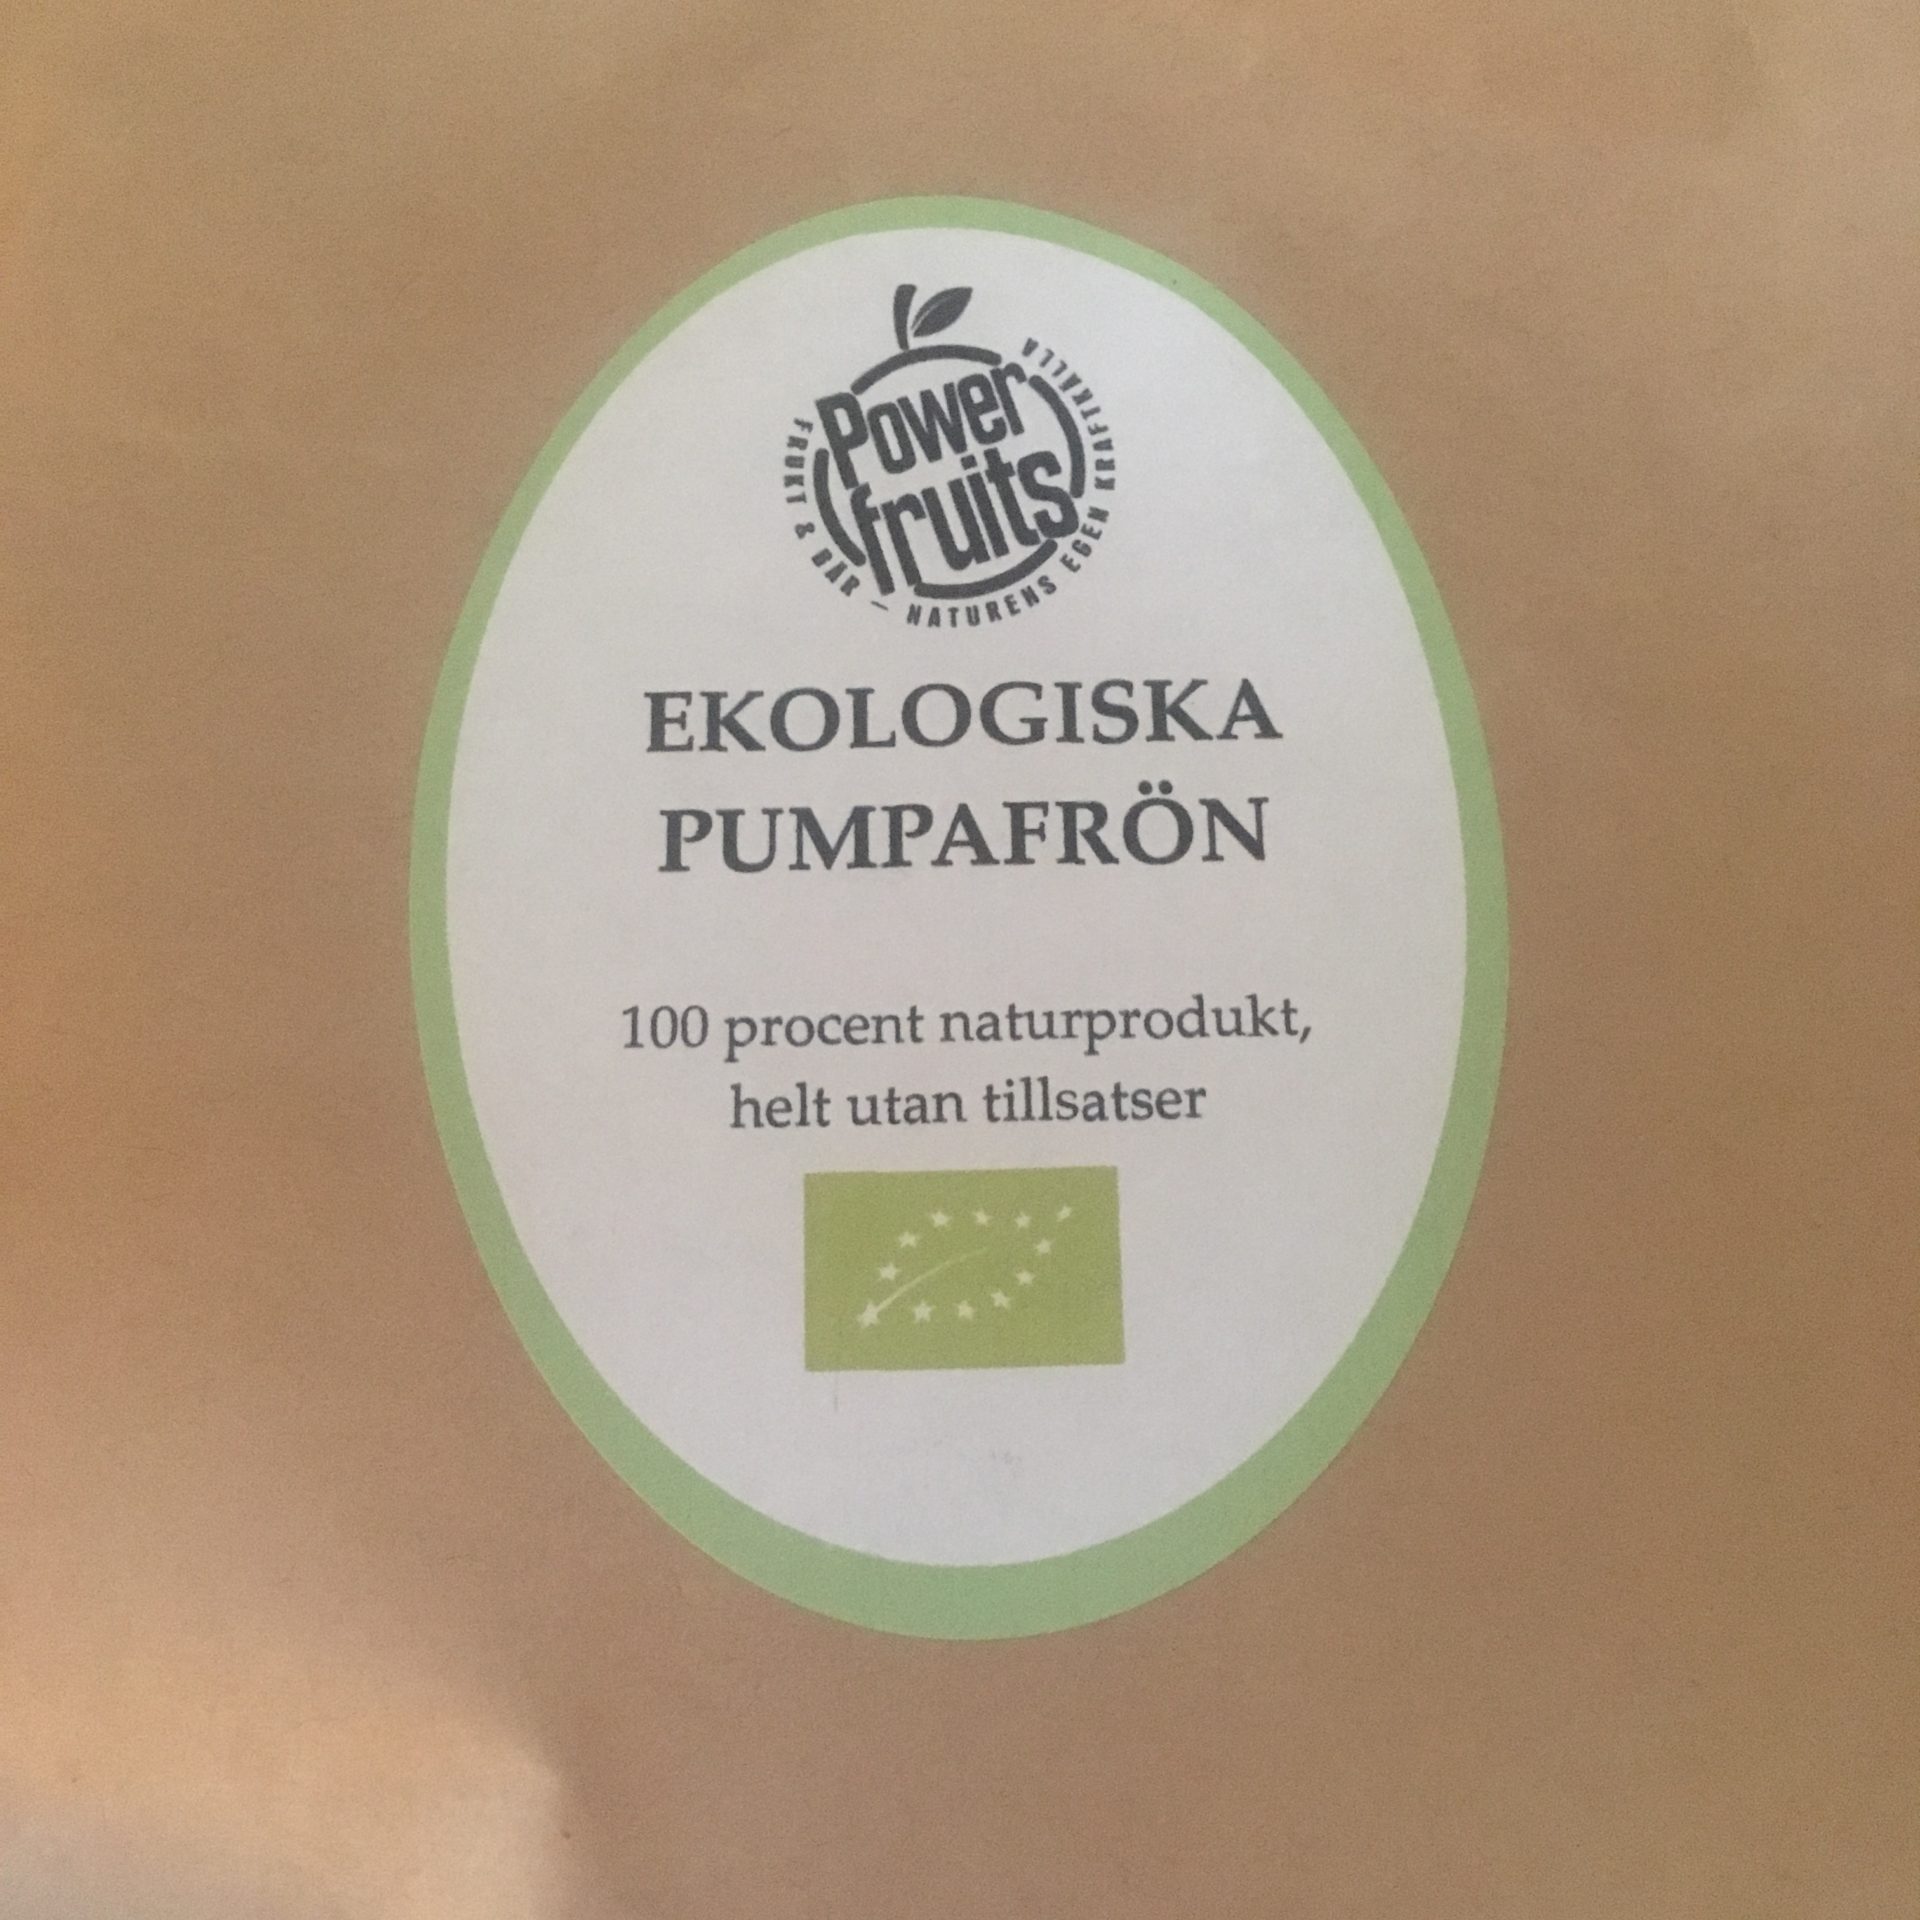 Power
fruits
FRUKT & BÄR – NATURENS EGEN KRAFTKÄLLA
EKOLOGISKA
PUMPAFRÖN
100 procent naturprodukt,
helt utan tillsatser